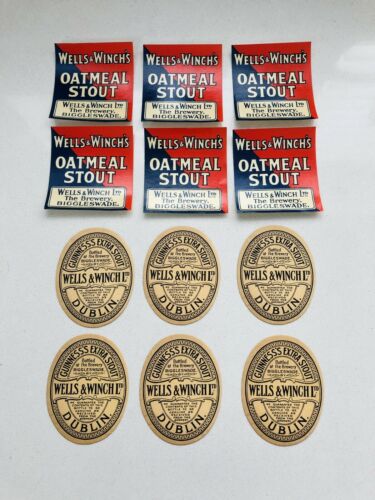 WELLS & WINCH'S
OATMEAL
STOUT
WELLS & WINCH LTD
The Brewery,
BIGGLESWADE.
WELLS & WINCH'S
OATMEAL
STOUT
WELLS & WINCH LTD
The Brewery,
BIGGLESWADE.
WELLS & WINCH'S
OATMEAL
STOUT
WELLS & WINCH LTD
The Brewery,
BIGGLESWADE.
WELLS & WINCH'S
OATMEAL
STOUT
WELLS & WINCH LTD
The Brewery,
BIGGLESWADE.
WELLS & WINCH'S
OATMEAL
STOUT
WELLS & WINCH LTD
The Brewery,
BIGGLESWADE.
WELLS & WINCH'S
OATMEAL
STOUT
WELLS & WINCH LTD
The Brewery,
BIGGLESWADE.
GUINNESS'S EXTRA STOUT
Bottled
at the Brewery
BIGGLESWADE
WELLS & WINCH LTD
DUBLIN.
GUINNESS'S EXTRA STOUT
Bottled
at the Brewery
BIGGLESWADE
WELLS & WINCH LTD
DUBLIN.
GUINNESS'S EXTRA STOUT
Bottled
at the Brewery
BIGGLESWADE
WELLS & WINCH LTD
DUBLIN.
GUINNESS'S EXTRA STOUT
Bottled
at the Brewery
BIGGLESWADE
WELLS & WINCH LTD
DUBLIN.
GUINNESS'S EXTRA STOUT
Bottled
at the Brewery
BIGGLESWADE
WELLS & WINCH LTD
DUBLIN.
GUINNESS'S EXTRA STOUT
Bottled
at the Brewery
BIGGLESWADE
WELLS & WINCH LTD
DUBLIN.